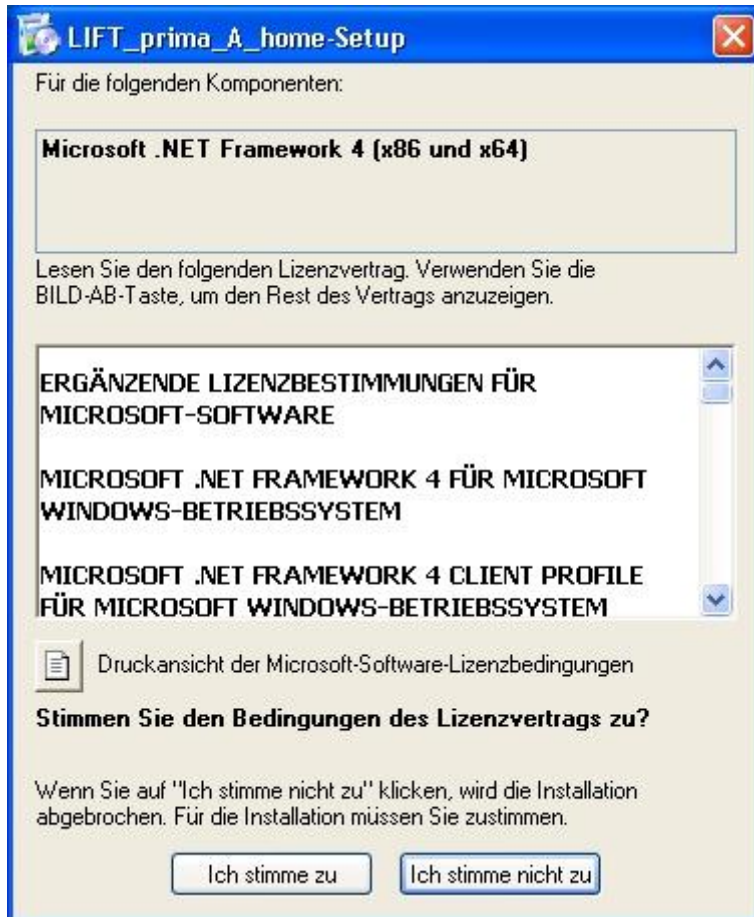 LIFT_prima_A_home-Setup
Für die folgenden Komponenten:
Microsoft .NET Framework 4 (x86 und x64)
Lesen Sie den folgenden Lizenzvertrag. Verwenden Sie die
BILD-AB-Taste, um den Rest des Vertrags anzuzeigen.
ERGÄNZENDE LIZENZBESTIMMUNGEN FÜR
MICROSOFT-SOFTWARE
MICROSOFT .NET FRAMEWORK 4 FÜR MICROSOFT
WINDOWS-BETRIEBSSYSTEM
MICROSOFT .NET FRAMEWORK 4 CLIENT PROFILE
FÜR MICROSOFT WINDOWS-BETRIEBSSYSTEM
Druckansicht der Microsoft-Software-Lizenzbedingungen
Stimmen Sie den Bedingungen des Lizenzvertrags zu?
Wenn Sie auf "Ich stimme nicht zu" klicken, wird die Installation
abgebrochen. Für die Installation müssen Sie zustimmen.
Ich stimme zu
Ich stimme nicht zu